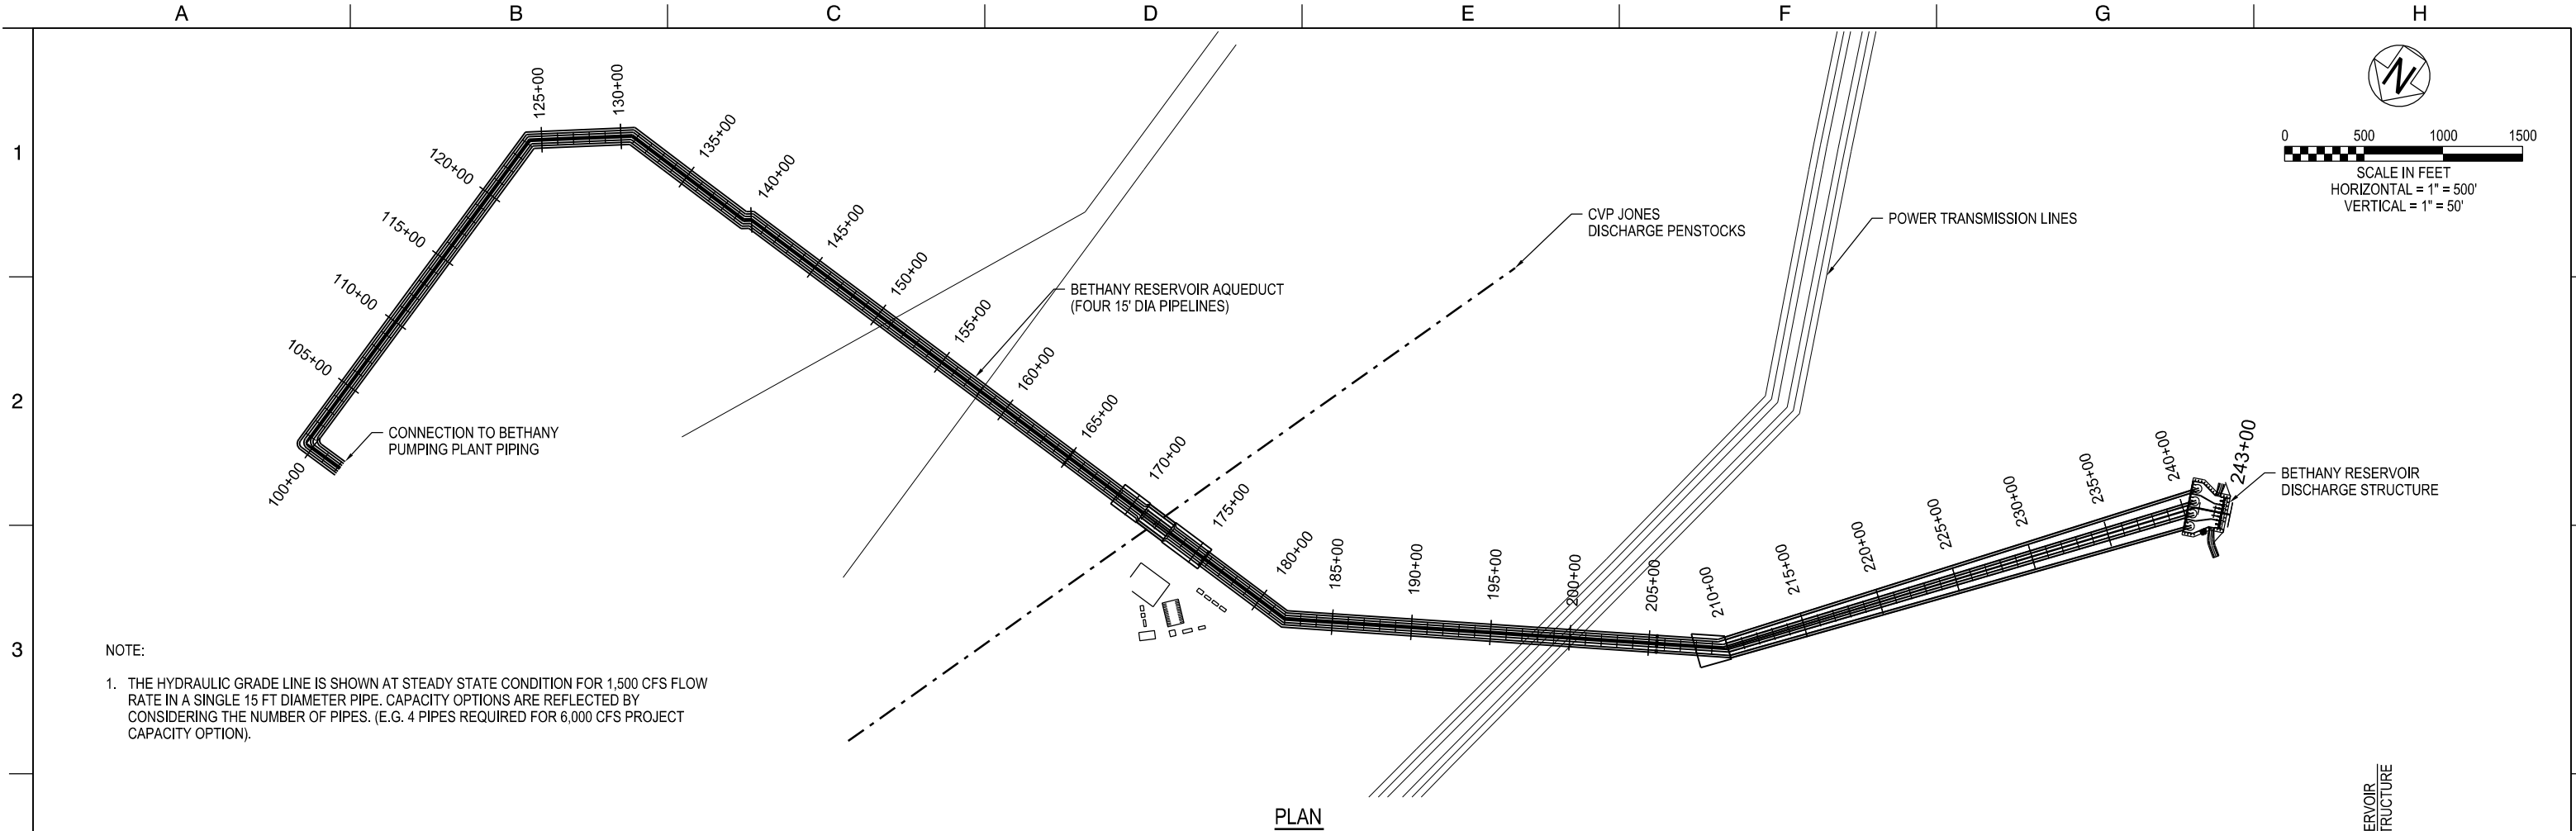 A B C D E F G H
1
2
3
N
0 500 1000 1500
SCALE IN FEET
HORIZONTAL = 1" = 500'
VERTICAL = 1" = 50'
100+00
105+00
110+00
115+00
120+00
125+00
130+00
135+00
140+00
145+00
150+00
155+00
160+00
165+00
170+00
175+00
180+00
185+00
190+00
195+00
200+00
205+00
210+00
215+00
220+00
225+00
230+00
235+00
240+00
243+00
CONNECTION TO BETHANY
PUMPING PLANT PIPING
BETHANY RESERVOIR AQUEDUCT
(FOUR 15' DIA PIPELINES)
CVP JONES
DISCHARGE PENSTOCKS
POWER TRANSMISSION LINES
BETHANY RESERVOIR
DISCHARGE STRUCTURE
NOTE:
1. THE HYDRAULIC GRADE LINE IS SHOWN AT STEADY STATE CONDITION FOR 1,500 CFS FLOW
RATE IN A SINGLE 15 FT DIAMETER PIPE. CAPACITY OPTIONS ARE REFLECTED BY
CONSIDERING THE NUMBER OF PIPES. (E.G. 4 PIPES REQUIRED FOR 6,000 CFS PROJECT
CAPACITY OPTION).
PLAN
ERVOIR
TRUCTURE